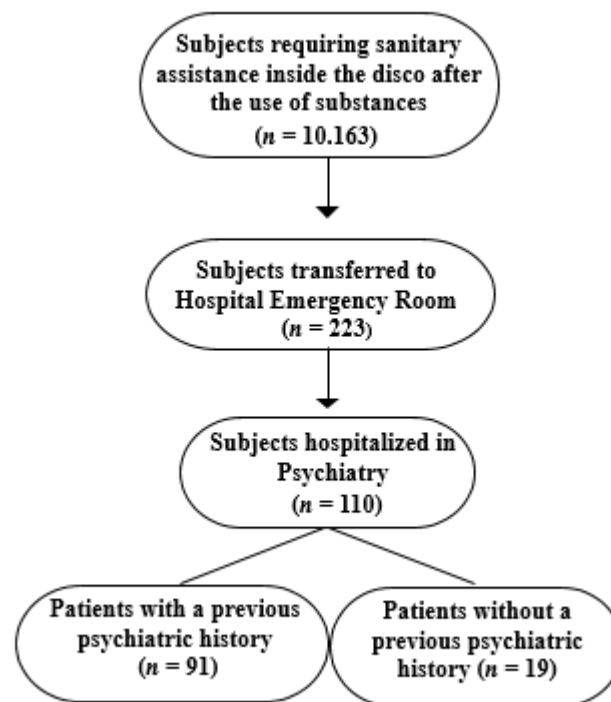 Subjects requiring sanitary
assistance inside the disco after
the use of substances
(n = 10.163)
Subjects transferred to
Hospital Emergency Room
(n = 223)
Subjects hospitalized in
Psychiatry
(n = 110)
Patients with a previous
psychiatric history
(n = 91)
Patients without a
previous psychiatric
history (n = 19)